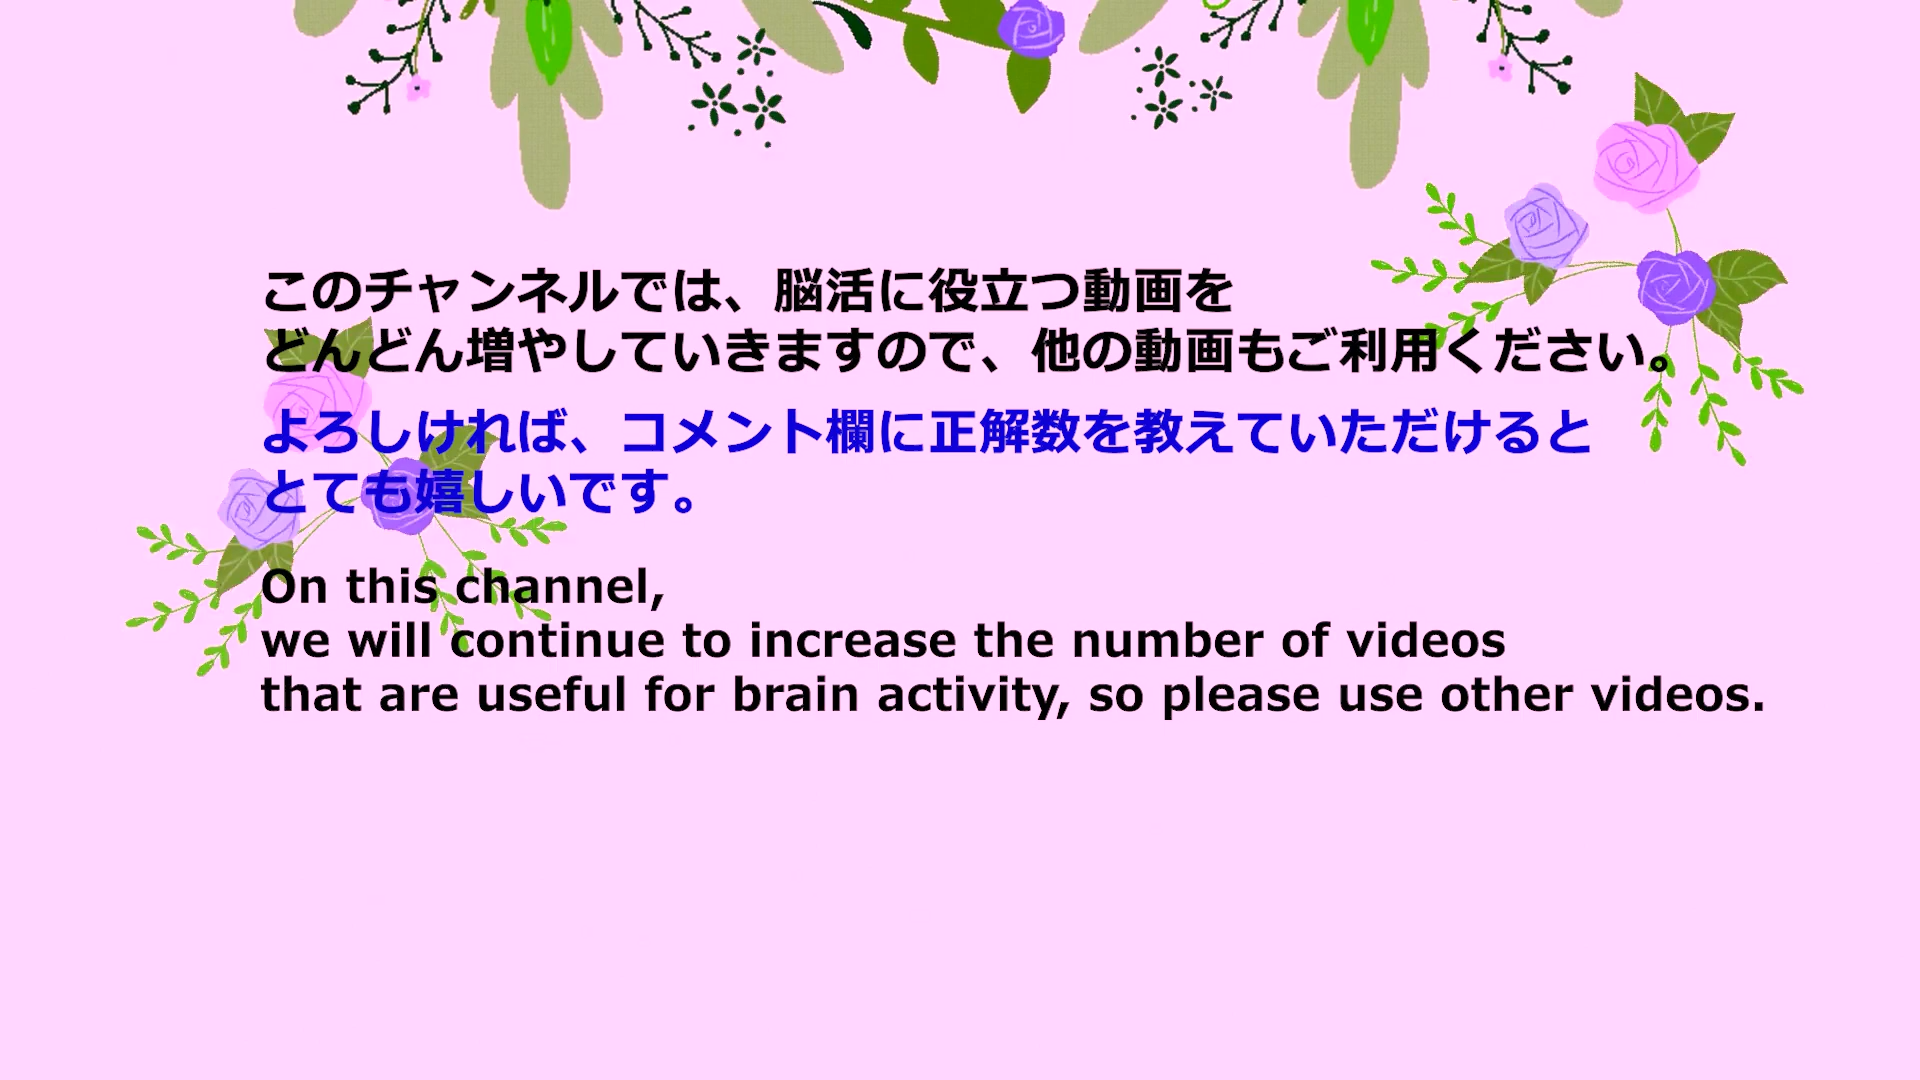 このチャンネルでは、脳活に役立つ動画を
どんどん増やしていきますので、他の動画もご利用ください。
よろしければ、コメント欄に正解数を教えていただけると
とても嬉しいです。
On this channel,
we will continue to increase the number of videos
that are useful for brain activity, so please use other videos.